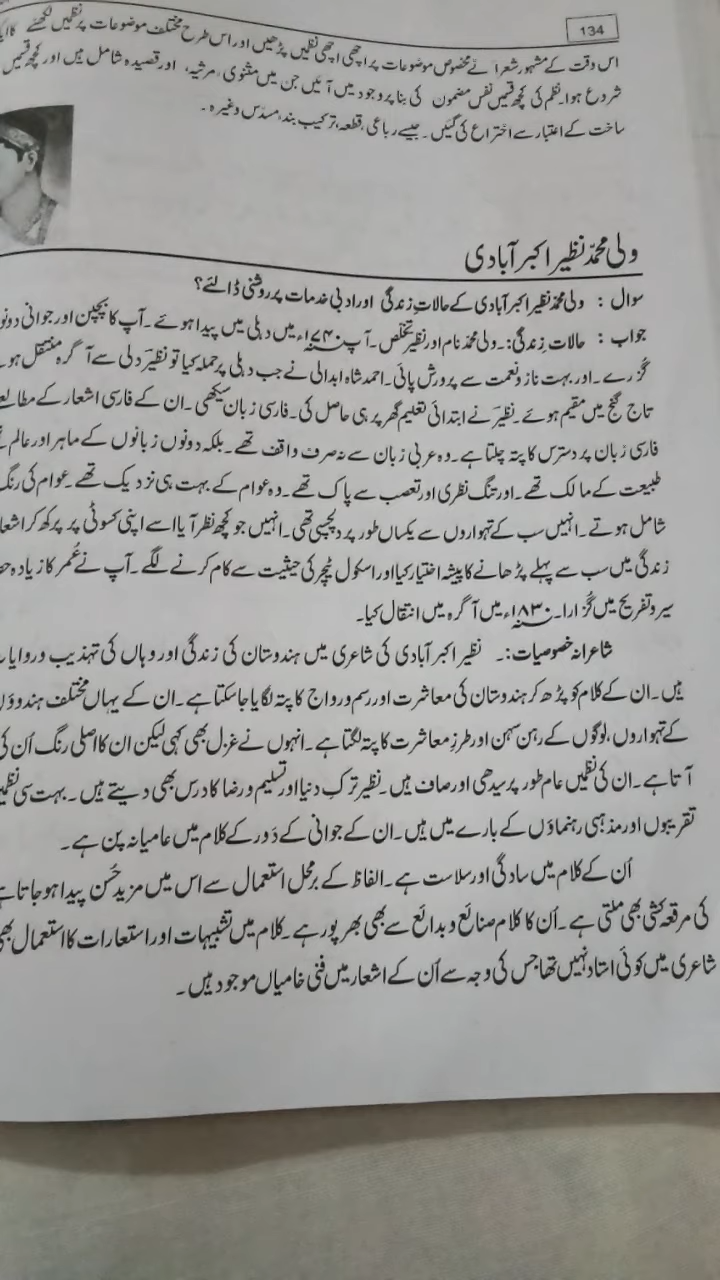 134
اس وقت کے مشہور شعرا نے مخصوص موضوعات پر اچھی اچھی نظمیں پڑھیں اور اس طرح مختلف موضوعات پر نظمیں لکھنے کا
شروع ہوا۔ نظم کی کچھ قسمیں نفسِ مضمون کی بنا پر وجود میں آئیں جن میں مثنوی، مرثیہ، اور قصیدہ شامل ہیں اور کچھ قسمیں
ساخت کے اعتبار سے اختراع کی گئیں۔ جیسے رباعی، قطعہ، ترکیب بند، مسدّس وغیرہ۔
ولی محمّد نظیر اکبر آبادی
سوال : ولی محمّد نظیر اکبر آبادی کے حالاتِ زندگی اور ادبی خدمات پر روشنی ڈالئے؟
جواب : حالات زندگی:۔ ولی محمّد نام اور نظیر تخلّص۔ آپ ۱۷۴۰ء میں دہلی میں پیدا ہوئے۔ آپ کا بچپن اور جوانی دونو
گزرے۔ اور بہت ناز و نعمت سے پرورش پائی۔ احمد شاہ ابدالی نے جب دہلی پر حملہ کیا تو نظیرؔ دلی سے آگرہ منتقل ہو
تاج گنج میں مقیم ہوئے۔ نظیرؔ نے ابتدائی تعلیم گھر پر ہی حاصل کی۔ فارسی زبان سیکھی۔ ان کے فارسی اشعار کے مطالع
فارسی زبان پر دسترس کا پتہ چلتا ہے۔ وہ عربی زبان سے نہ صرف واقف تھے۔ بلکہ دونوں زبانوں کے ماہر اور عالم
طبیعت کے مالک تھے۔ اور تنگ نظری اور تعصب سے پاک تھے۔ وہ عوام کے بہت ہی نزدیک تھے۔ عوام کی رنگ
شامل ہوتے۔ انہیں سب کے تہواروں سے یکساں طور پر دلچسپی تھی۔ انہیں جو کچھ نظر آیا اسے اپنی کسوٹی پر پرکھ کر اشعا
زندگی میں سب سے پہلے پڑھانے کا پیشہ اختیار کیا اور اسکول ٹیچر کی حیثیت سے کام کرنے لگے۔ آپ نے عُمر کا زیادہ حص
سیر و تفریح میں گُزارا۔ ۱۸۳۰ء میں آگرہ میں انتقال کیا۔
شاعرانہ خصوصیات:۔ نظیر اکبر آبادی کی شاعری میں ہندوستان کی زندگی اور وہاں کی تہذیب و روایات
ہیں۔ ان کے کلام کو پڑھ کر ہندوستان کی معاشرت اور رسم و رواج کا پتہ لگایا جا سکتا ہے۔ ان کے یہاں مختلف ہندوؤں
کے تہواروں، لوگوں کے رہن سہن اور طرزِ معاشرت کا پتہ لگتا ہے۔ انہوں نے غزل بھی کہی لیکن ان کا اصلی رنگ اُن کی
آتا ہے۔ ان کی نظمیں عام طور پر سیدھی اور صاف ہیں۔ نظیر ترکِ دنیا اور تسلیم و رضا کا درس بھی دیتے ہیں۔ بہت سی نظمی
تقریبوں اور مذہبی رہنماؤں کے بارے میں ہیں۔ ان کے جوانی کے دَور کے کلام میں عامیانہ پن ہے۔
اُن کے کلام میں سادگی اور سلاست ہے۔ الفاظ کے برمحل استعمال سے اس میں مزید حُسن پیدا ہو جاتا ہے
کی مرقع کشی بھی ملتی ہے۔ اُن کا کلام صنائع و بدائع سے بھی بھرپور ہے۔ کلام میں تشبیہات اور استعارات کا استعمال بھی
شاعری میں کوئی استاد نہیں تھا جس کی وجہ سے اُن کے اشعار میں فنی خامیاں موجود ہیں۔